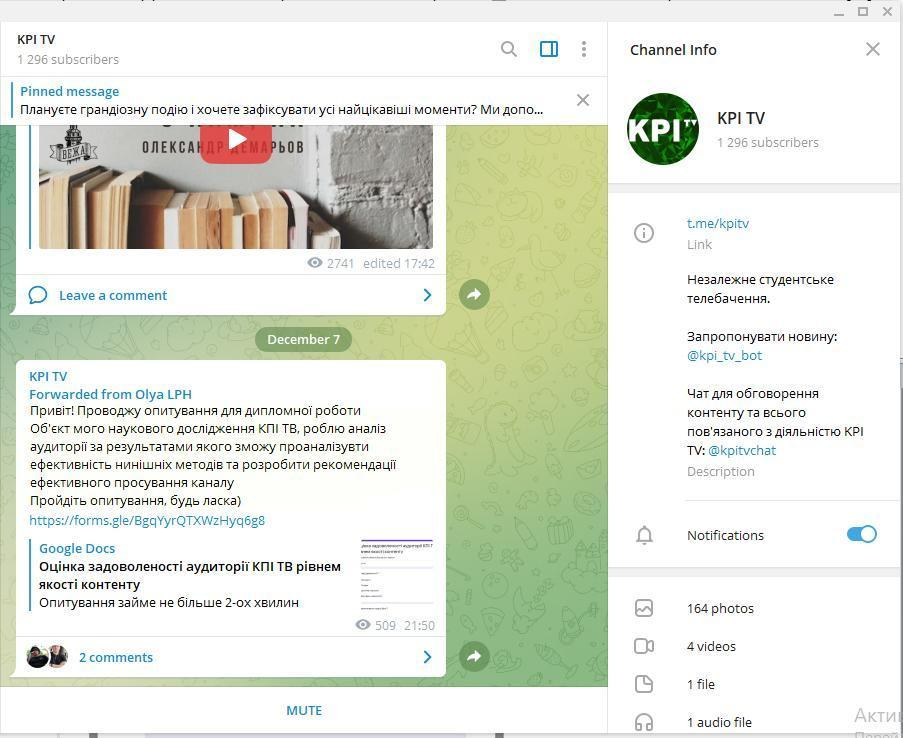 KPI TV
1 296 subscribers
Pinned message
Плануєте грандіозну подію і хочете зафіксувати усі найцікавіші моменти? Ми допо...
ВЕЖА
ОЛЕКСАНДР ДЕМАРЬОВ
2741 edited 17:42
Leave a comment
December 7
KPI TV
Forwarded from Olya LPH
Привіт! Проводжу опитування для дипломної роботи
Об'єкт мого наукового дослідження КПІ ТВ, роблю аналіз
аудиторії за результатами якого зможу проаналізувти
ефективність нинішніх методів та розробити рекомендації
ефективного просування каналу
Пройдіть опитування, будь ласка)
https://forms.gle/BgqYyrQTXWzHyq6g8
Google Docs
Оцінка задоволеності аудиторії КПІ ТВ рівнем
якості контенту
Опитування займе не більше 2-ох хвилин
509 21:50
2 comments
MUTE
Channel Info
KPI TV
KPI TV
1 296 subscribers
t.me/kpitv
Link
Незалежне студентське
телебачення.
Запропонувати новину:
@kpi_tv_bot
Чат для обговорення
контенту та всього
пов'язаного з діяльністю KPI
TV: @kpitvchat
Description
Notifications
164 photos
4 videos
1 file
1 audio file